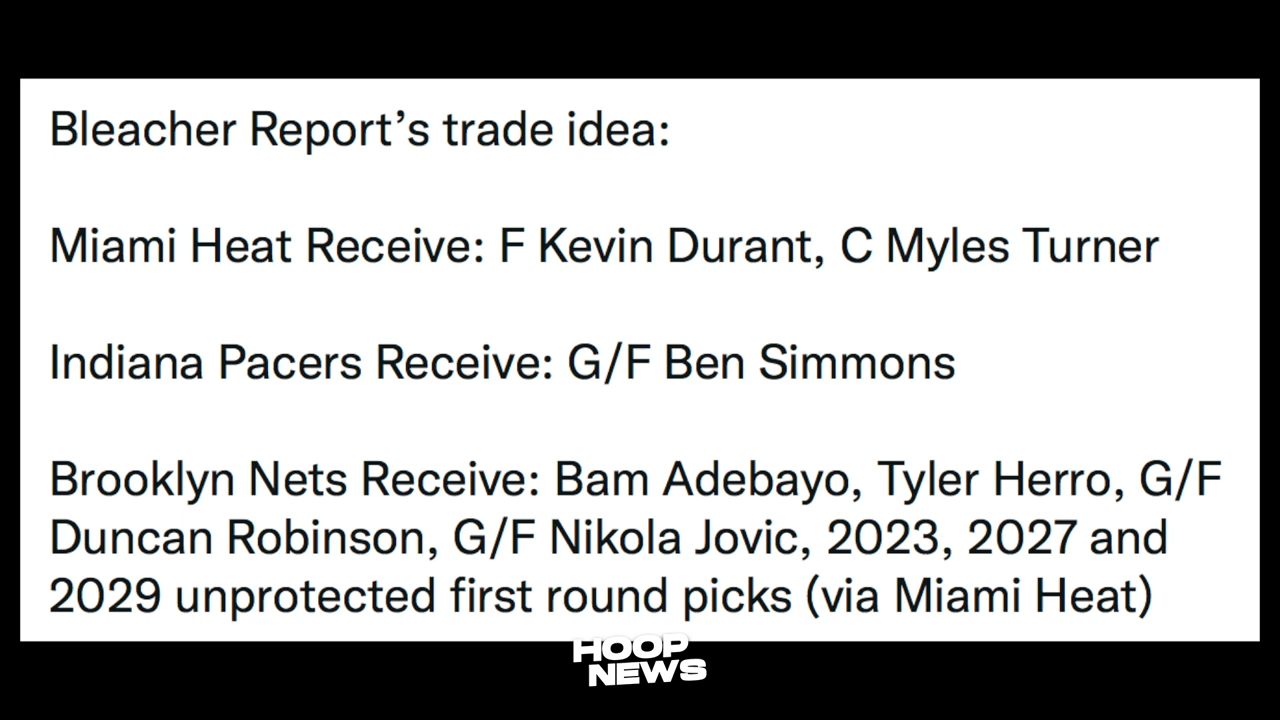 Bleacher Report’s trade idea:
Miami Heat Receive: F Kevin Durant, C Myles Turner
Indiana Pacers Receive: G/F Ben Simmons
Brooklyn Nets Receive: Bam Adebayo, Tyler Herro, G/F
Duncan Robinson, G/F Nikola Jovic, 2023, 2027 and
2029 unprotected first round picks (via Miami Heat)
HOOP
NEWS